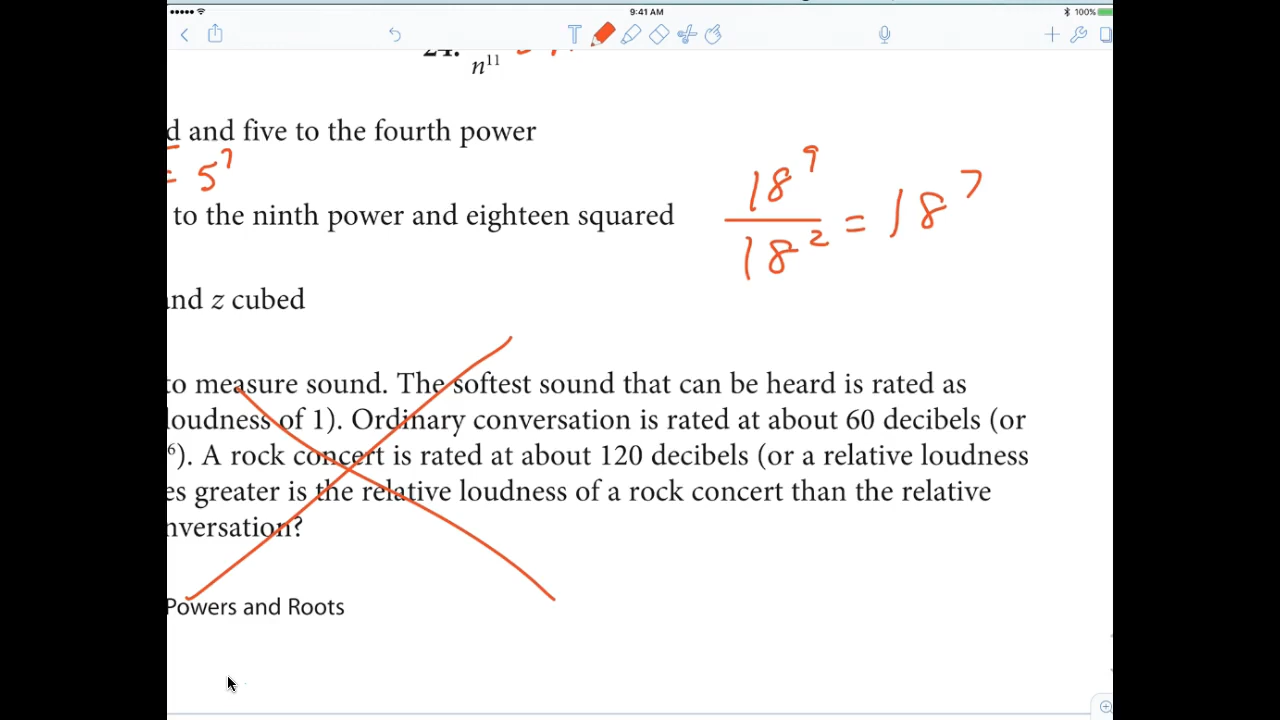 9:41 AM
100%
n¹¹
d and five to the fourth power
= 5⁷
to the ninth power and eighteen squared
18⁹ / 18² = 18⁷
and z cubed
to measure sound. The softest sound that can be heard is rated as
loudness of 1). Ordinary conversation is rated at about 60 decibels (or
⁶). A rock concert is rated at about 120 decibels (or a relative loudness
es greater is the relative loudness of a rock concert than the relative
nversation?
Powers and Roots